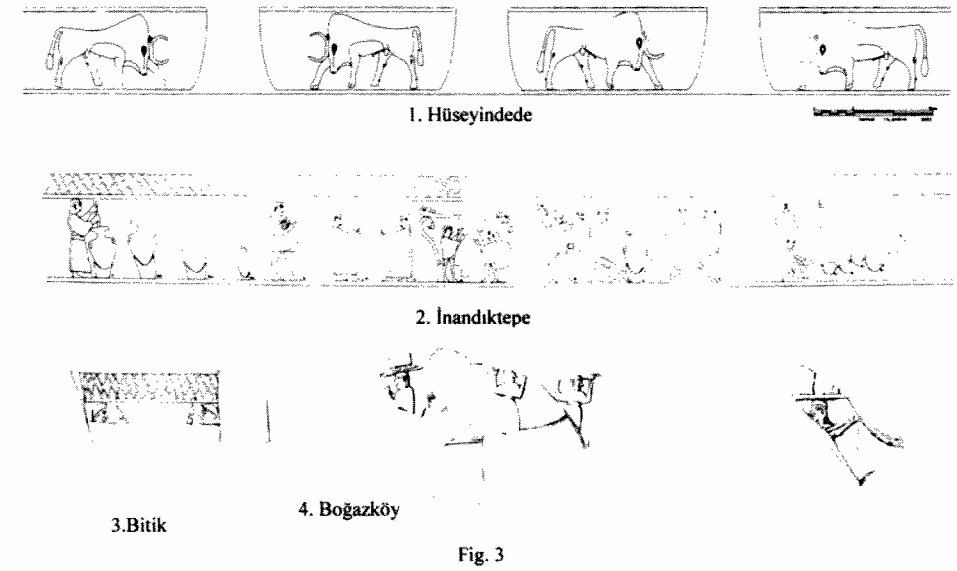 1. Hüseyindede
2. İnandıktepe
3.Bitik
4. Boğazköy
Fig. 3